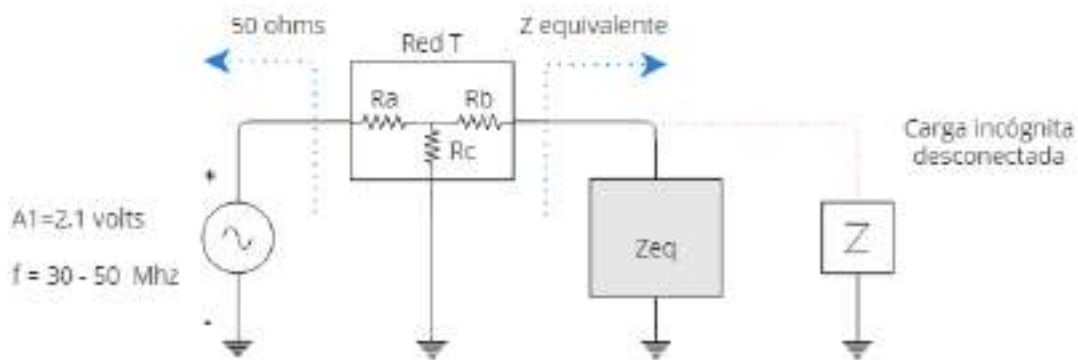 50 ohms
Z equivalente
Red T
Ra
Rb
Rc
Carga incógnita
desconectada
+
A1=2.1 volts
f = 30 - 50 Mhz
-
Zeq
Z